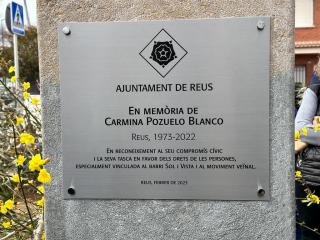 AJUNTAMENT DE REUS
EN MEMÒRIA DE
CARMINA POZUELO BLANCO
REUS, 1973-2022
EN RECONEIXEMENT AL SEU COMPROMÍS CÍVIC
I LA SEVA TASCA EN FAVOR DELS DRETS DE LES PERSONES,
ESPECIALMENT VINCULADA AL BARRI SOL I VISTA I AL MOVIMENT VEÏNAL.
REUS, FEBRER DE 2023